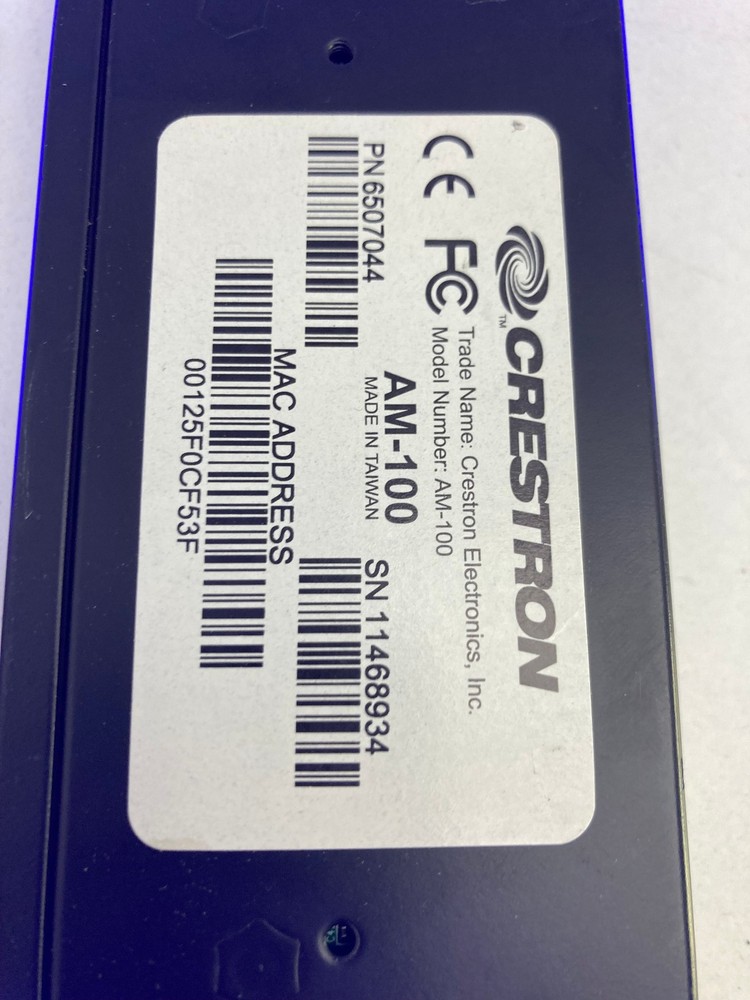 CRESTRON™
CE FC
Trade Name: Crestron Electronics, Inc.
Model Number: AM-100
AM-100
MADE IN TAIWAN
PN 6507044
SN 11468934
MAC ADDRESS
00125F0CF53F